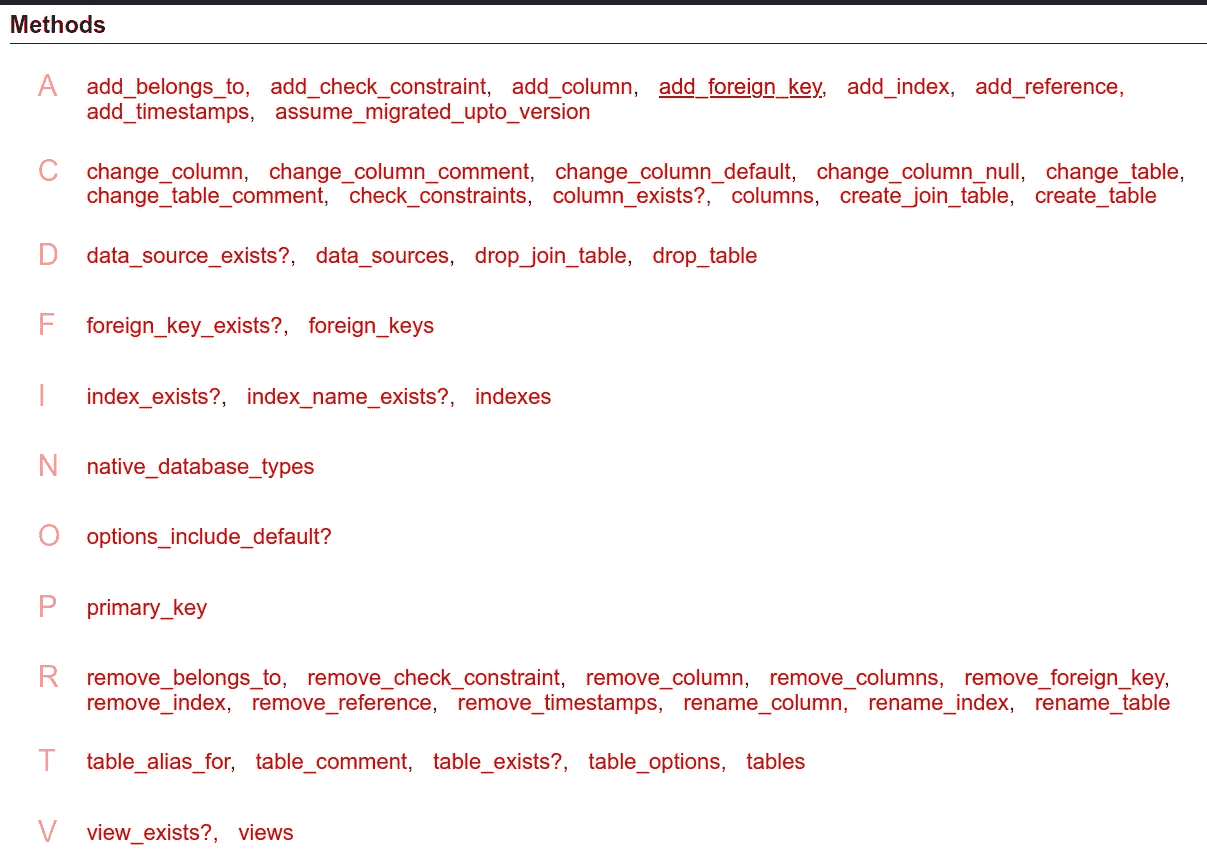 Methods
A add_belongs_to, add_check_constraint, add_column, add_foreign_key, add_index, add_reference,
add_timestamps, assume_migrated_upto_version
C change_column, change_column_comment, change_column_default, change_column_null, change_table,
change_table_comment, check_constraints, column_exists?, columns, create_join_table, create_table
D data_source_exists?, data_sources, drop_join_table, drop_table
F foreign_key_exists?, foreign_keys
I index_exists?, index_name_exists?, indexes
N native_database_types
O options_include_default?
P primary_key
R remove_belongs_to, remove_check_constraint, remove_column, remove_columns, remove_foreign_key,
remove_index, remove_reference, remove_timestamps, rename_column, rename_index, rename_table
T table_alias_for, table_comment, table_exists?, table_options, tables
V view_exists?, views